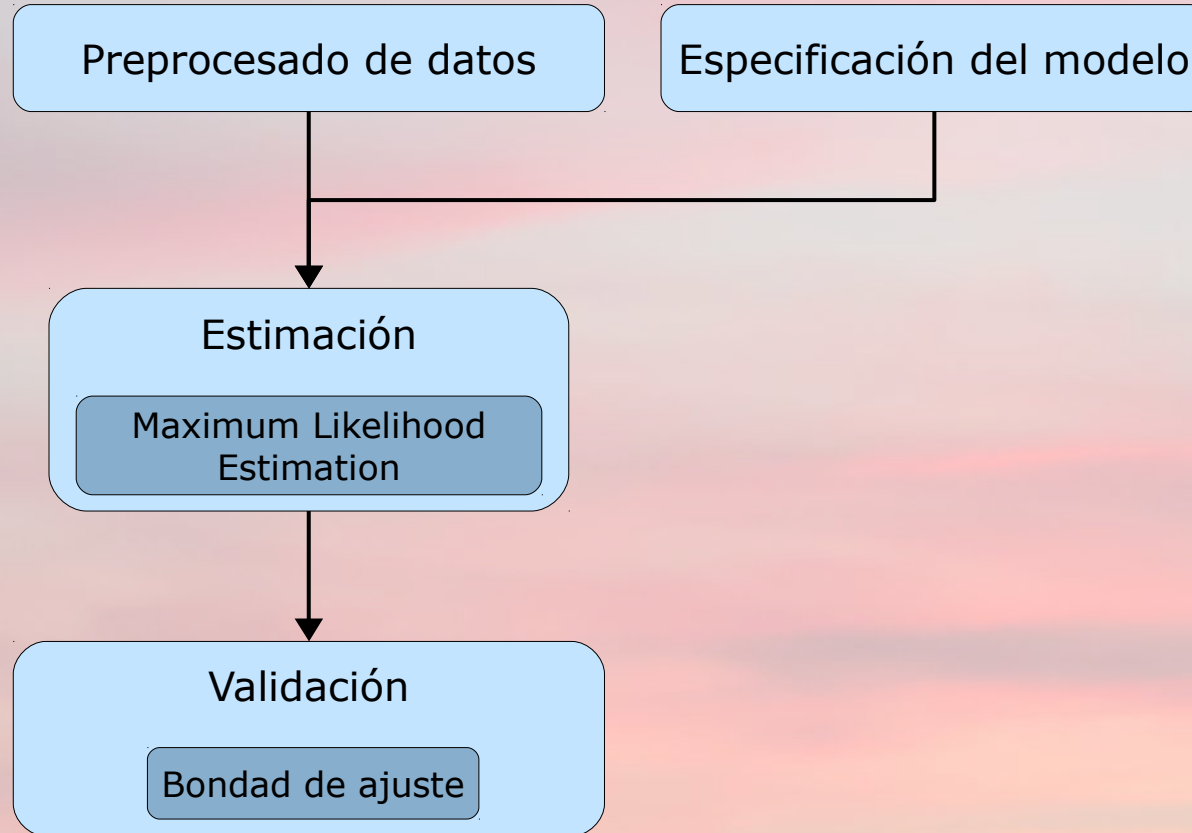 Preprocesado de datos
Especificación del modelo
Estimación
Maximum Likelihood
Estimation
Validación
Bondad de ajuste